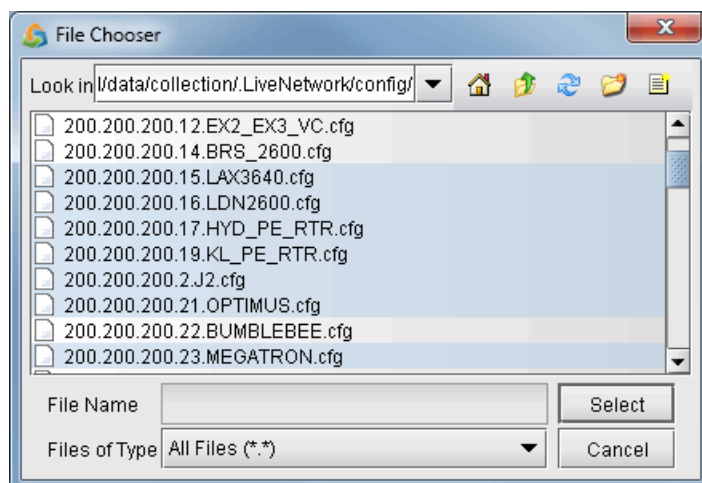 File Chooser
Look in l/data/collection/.LiveNetwork/config/
200.200.200.12.EX2_EX3_VC.cfg
200.200.200.14.BRS_2600.cfg
200.200.200.15.LAX3640.cfg
200.200.200.16.LDN2600.cfg
200.200.200.17.HYD_PE_RTR.cfg
200.200.200.19.KL_PE_RTR.cfg
200.200.200.2.J2.cfg
200.200.200.21.OPTIMUS.cfg
200.200.200.22.BUMBLEBEE.cfg
200.200.200.23.MEGATRON.cfg
File Name Select
Files of Type All Files (*.*) Cancel